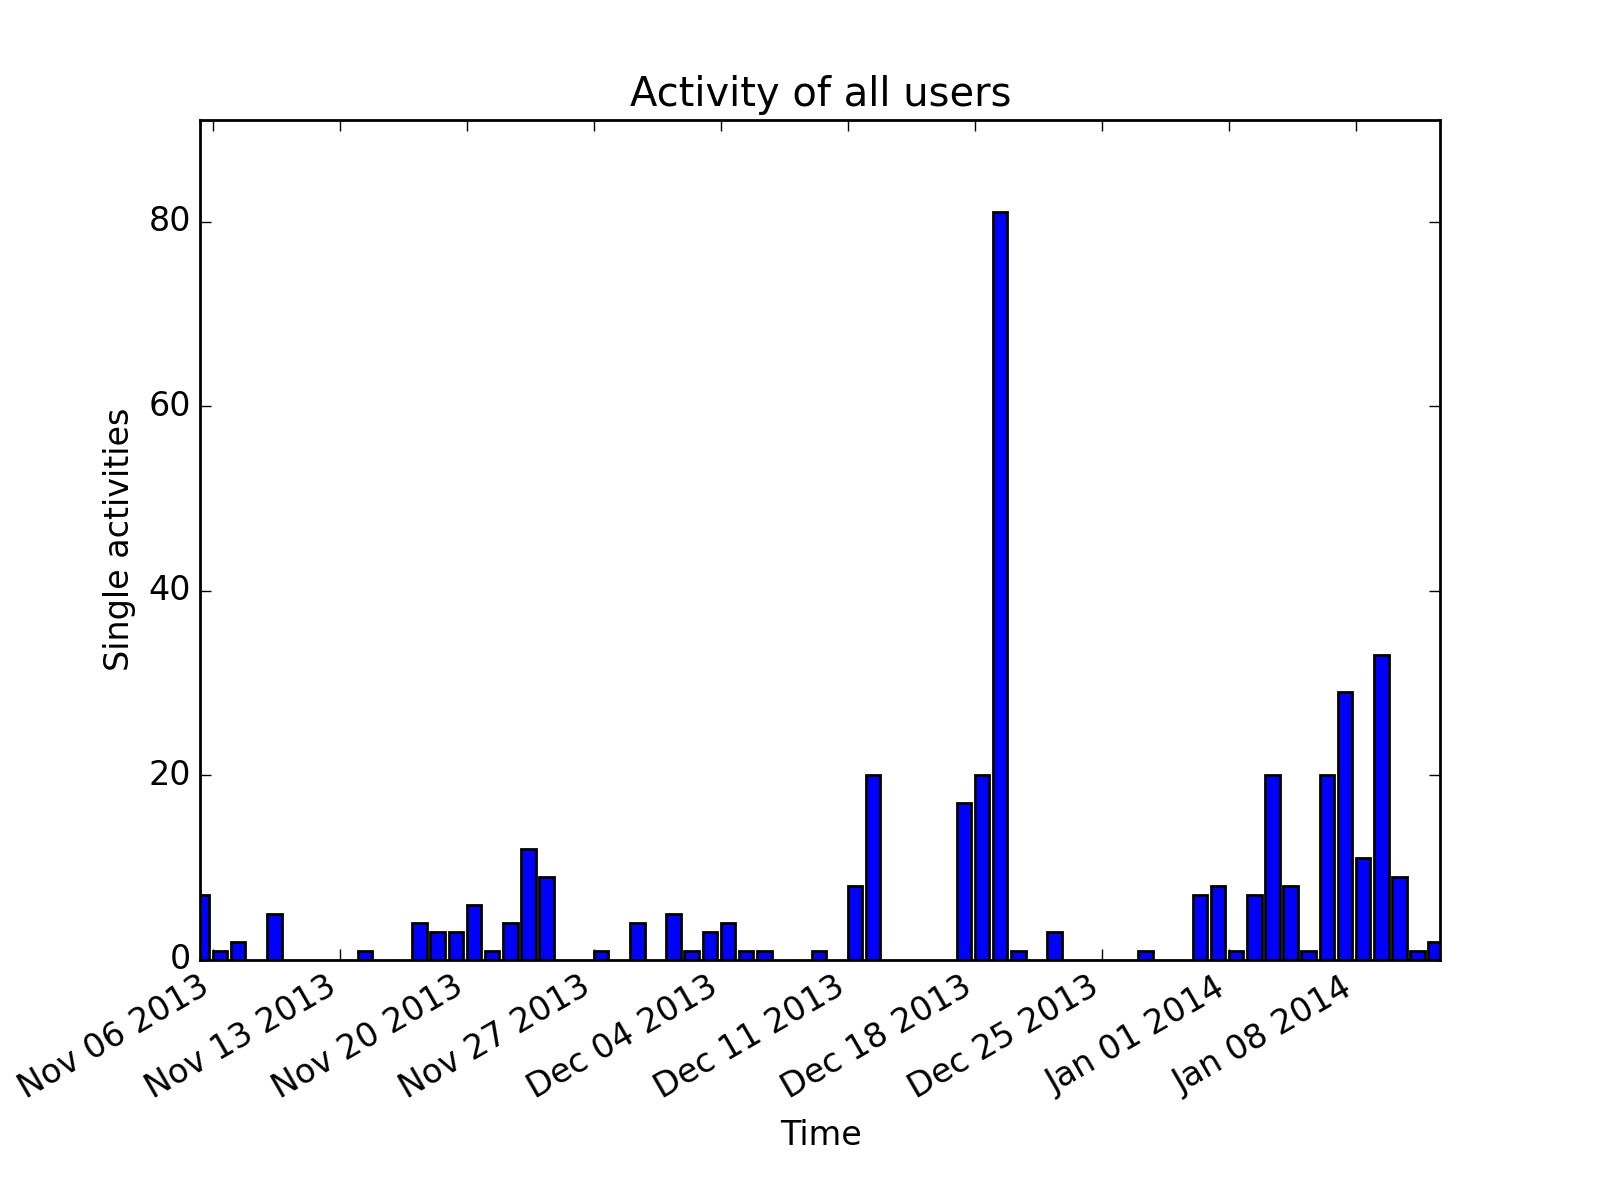 Activity of all users
80
60
40
20
0
Single activities
Nov 06 2013
Nov 13 2013
Nov 20 2013
Nov 27 2013
Dec 04 2013
Dec 11 2013
Dec 18 2013
Dec 25 2013
Jan 01 2014
Jan 08 2014
Time